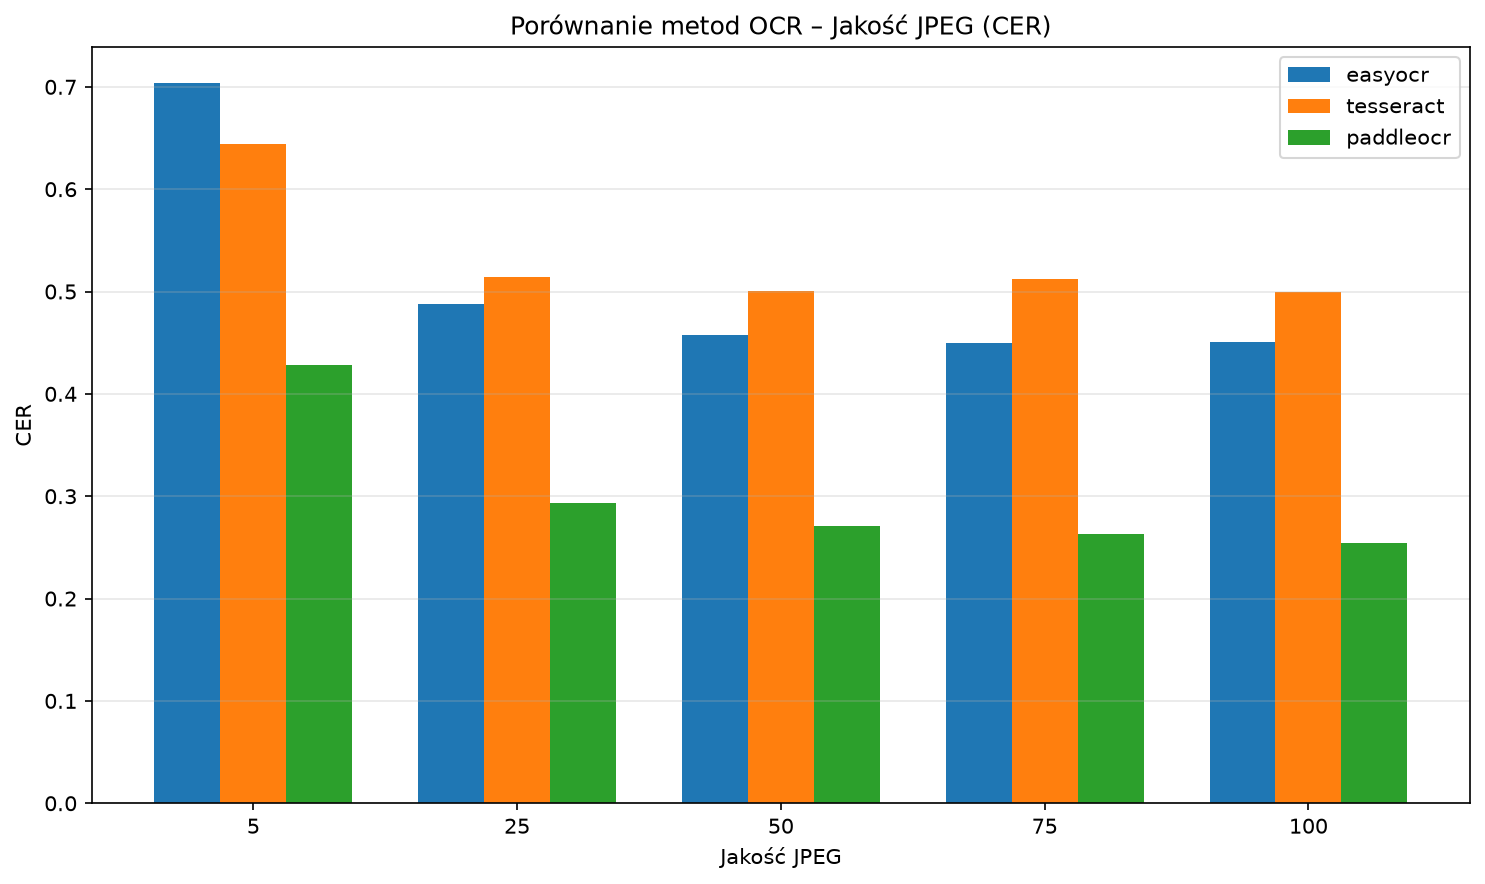 Porównanie metod OCR – Jakość JPEG (CER)
easyocr
tesseract
paddleocr
0.7
0.6
0.5
0.4
0.3
0.2
0.1
0.0
CER
5 25 50 75 100
Jakość JPEG